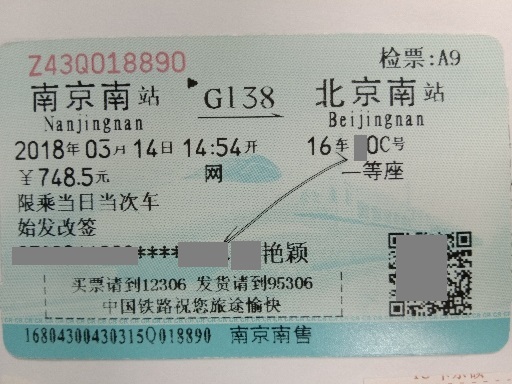 Z43Q018890 检票:A9
南京南站 G138 北京南站
Nanjingnan Beijingnan
2018年03月14日14:54开 16车 0C号
￥748.5元 网 一等座
限乘当日当次车
始发改签
**** 艳颖
买票请到12306 发货请到95306
中国铁路祝您旅途愉快
16804300430315Q018890 南京南售